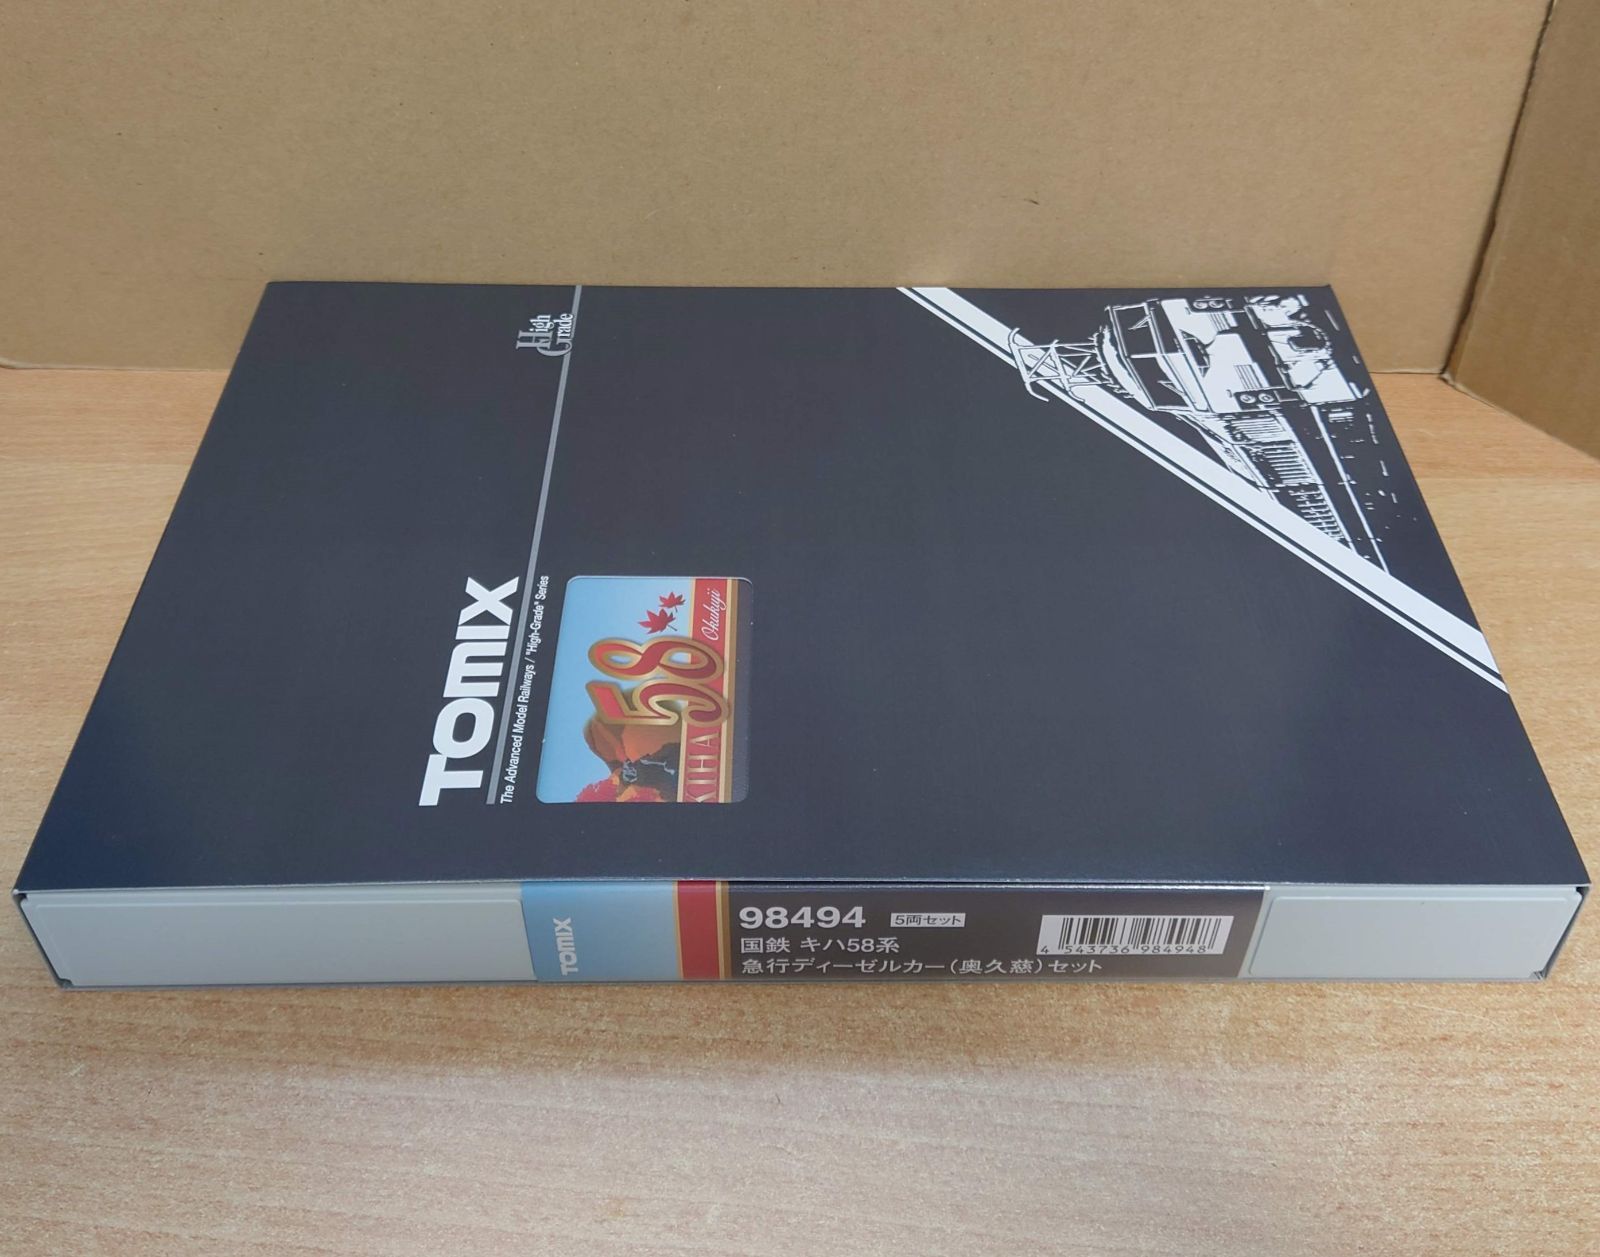 High
Grade
TOMIX
The Advanced Model Railways / "High-Grade" Series
Okukuji
58
KIHA
TOMIX
98494 5両セット
国鉄 キハ58系
急行ディーゼルカー(奥久慈)セット
4 543736 984948